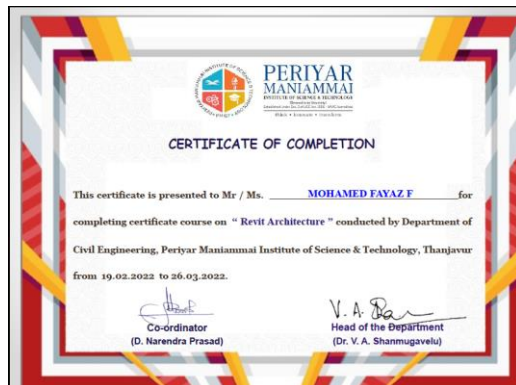 PERIYAR
MANIAMMAI
INSTITUTE OF SCIENCE & TECHNOLOGY
CERTIFICATE OF COMPLETION
This certificate is presented to Mr / Ms. MOHAMED FAYAZ F for
completing certificate course on “ Revit Architecture ” conducted by Department of
Civil Engineering, Periyar Maniammai Institute of Science & Technology, Thanjavur
from 19.02.2022 to 26.03.2022.
V. A.
Co-ordinator
(D. Narendra Prasad)
Head of the Department
(Dr. V. A. Shanmugavelu)